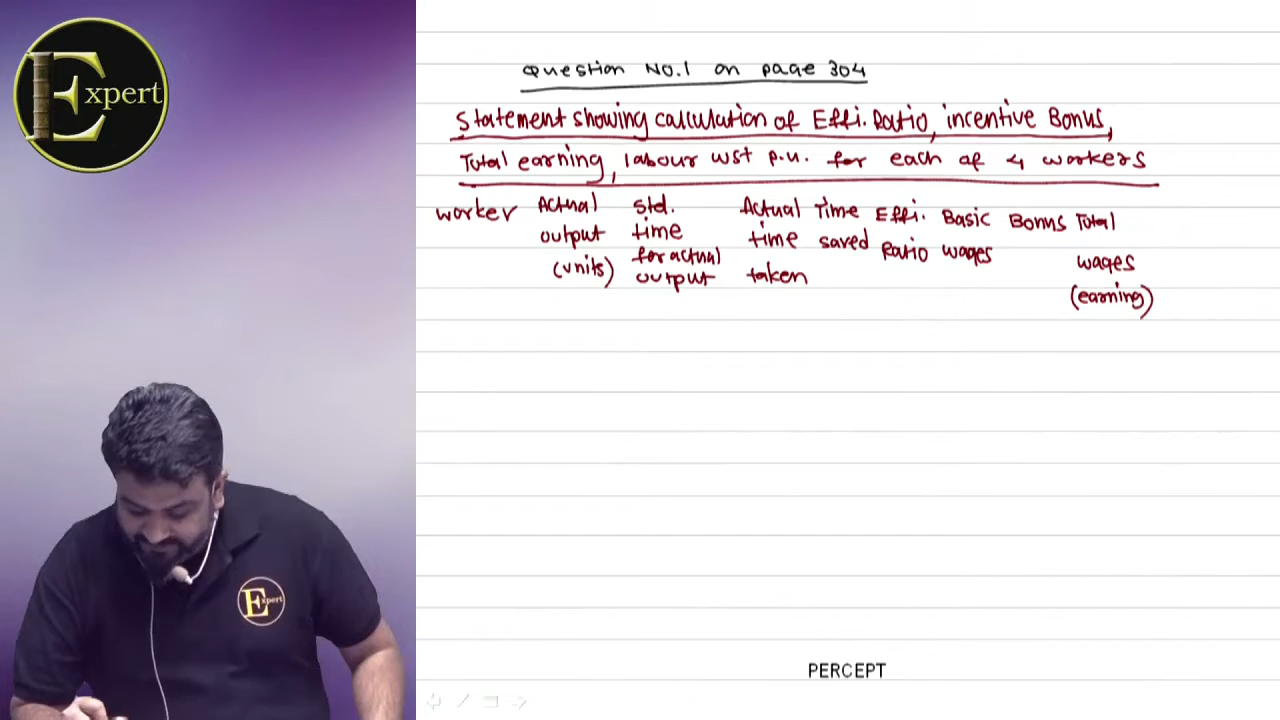 Expert
Question No.1 on page 304
Statement showing calculation of Effi. Ratio, incentive Bonus,
Total earning, labour cost p.u. for each of 4 workers
worker Actual output (units) Std. time for actual output Actual time taken Time saved Effi. Ratio Basic wages Bonus Total wages (earning)
Expert
PERCEPT